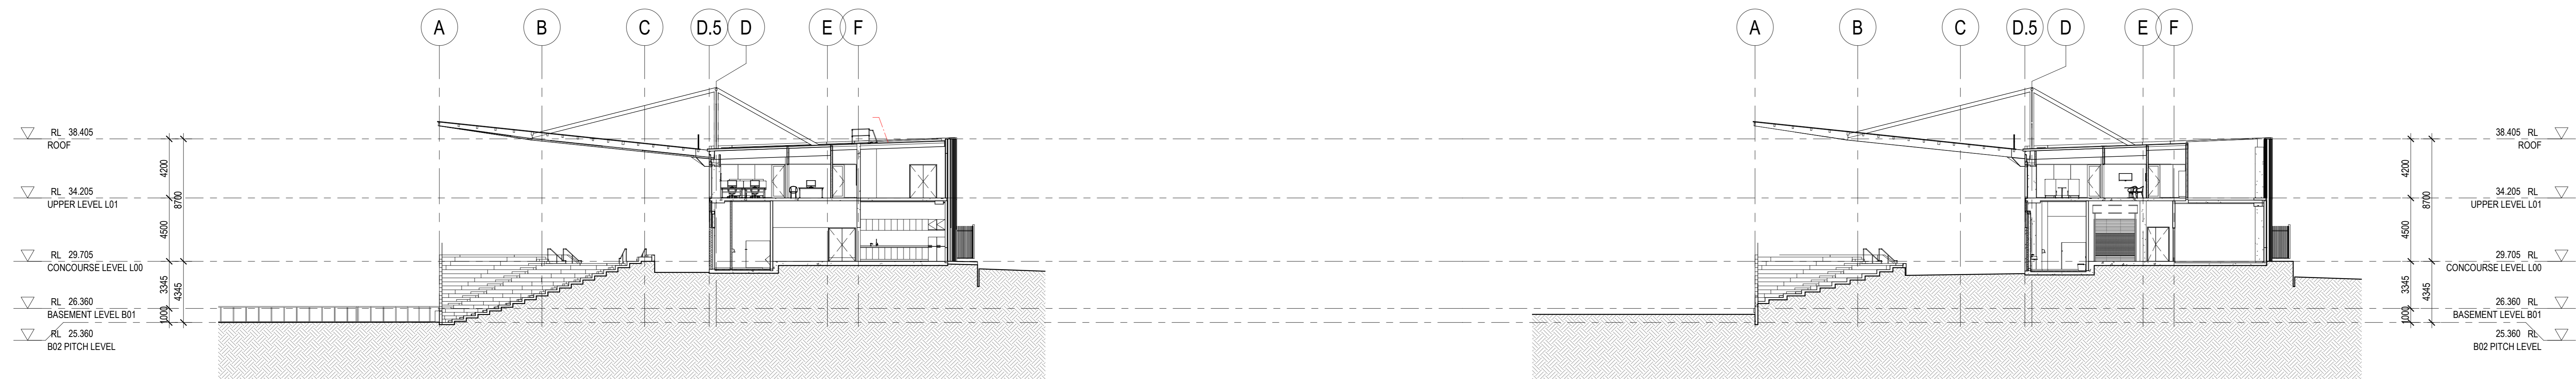 A B C D.5 D E F
A B C D.5 D E F
RL 38.405
ROOF
RL 34.205
UPPER LEVEL L01
RL 29.705
CONCOURSE LEVEL L00
RL 26.360
BASEMENT LEVEL B01
RL 25.360
B02 PITCH LEVEL
4200
8700
4500
3345
4345
1000
38.405 RL
ROOF
34.205 RL
UPPER LEVEL L01
29.705 RL
CONCOURSE LEVEL L00
26.360 RL
BASEMENT LEVEL B01
25.360 RL
B02 PITCH LEVEL
4200
8700
4500
3345
4345
1000